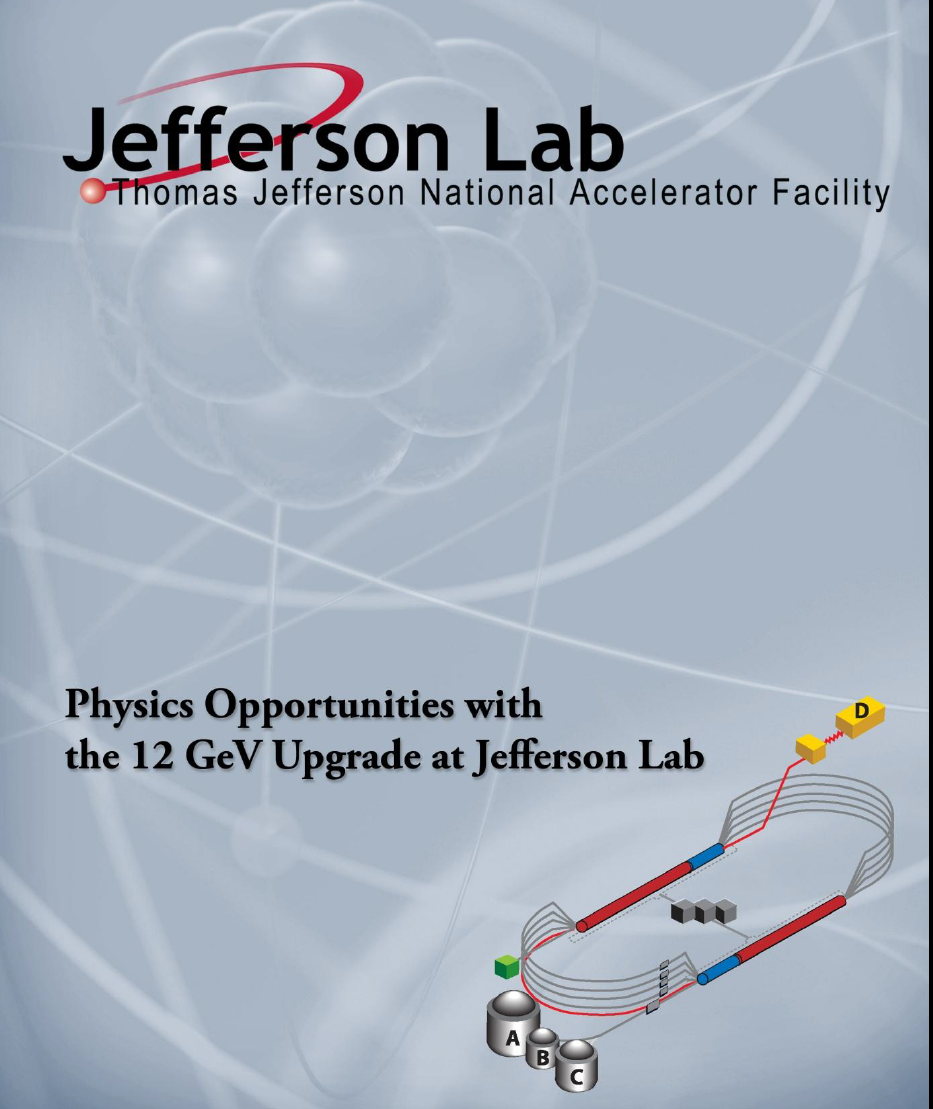 Jefferson Lab
Thomas Jefferson National Accelerator Facility
Physics Opportunities with
the 12 GeV Upgrade at Jefferson Lab
D
A
B
C